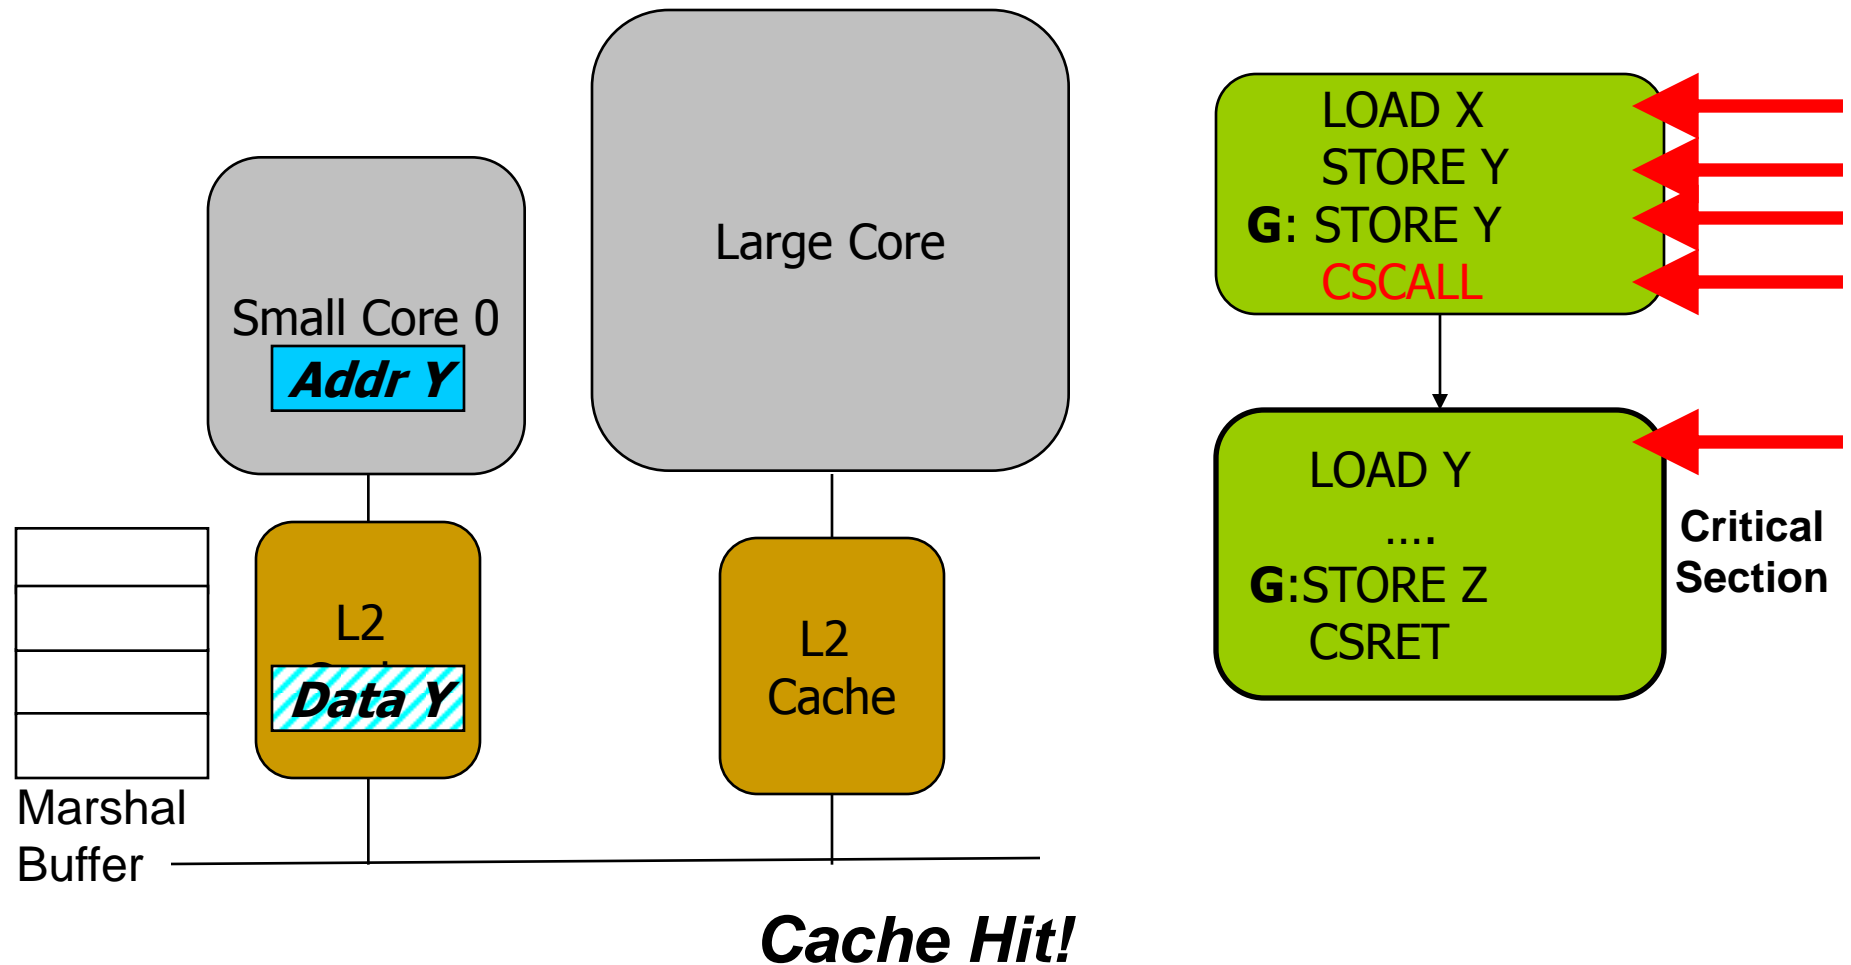 Small Core 0
Addr Y
Large Core
L2
Data Y
L2
Cache
Marshal
Buffer
Cache Hit!
LOAD X
STORE Y
G: STORE Y
CSCALL
LOAD Y
....
G:STORE Z
CSRET
Critical
Section